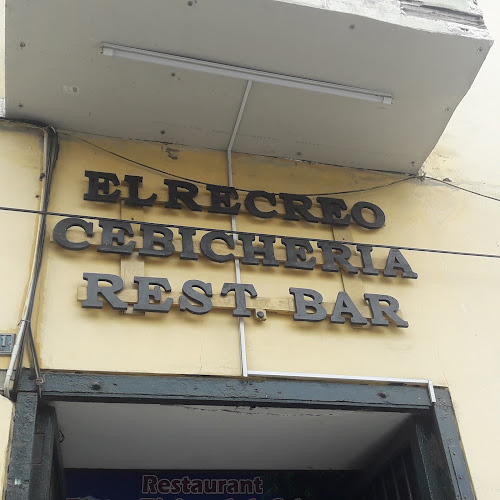 EL RECREO
CEBICHERIA
REST. BAR
Restaurant